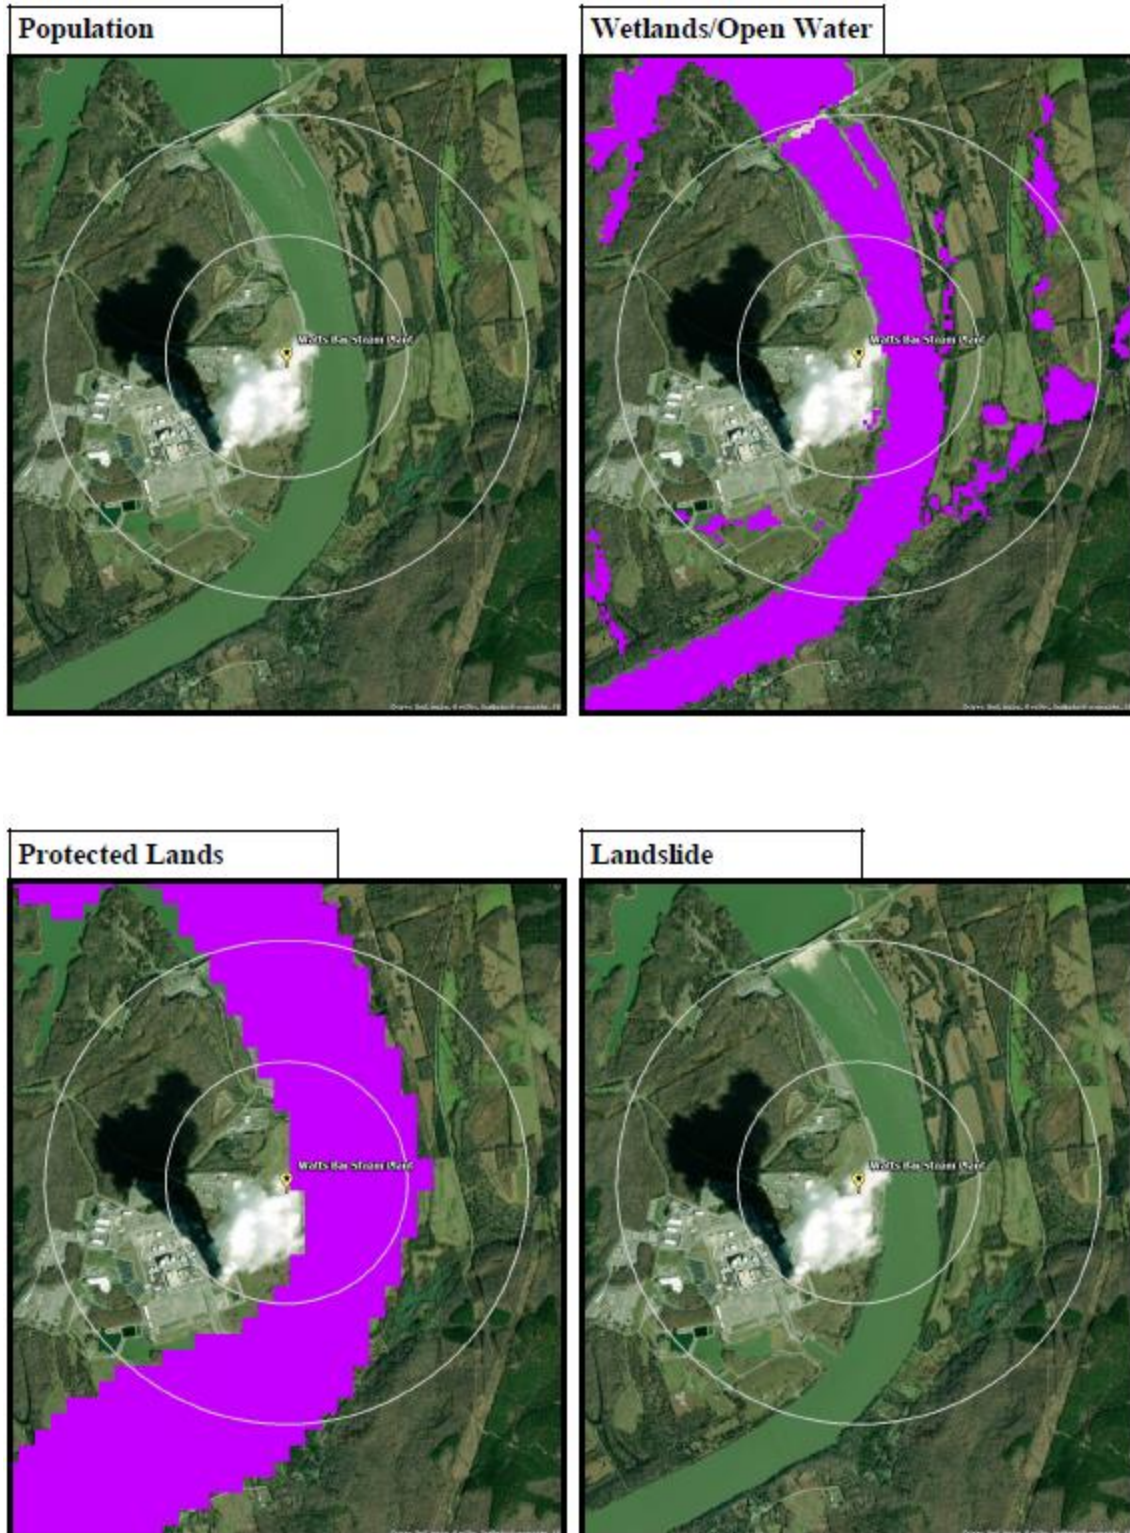 Population
Wetlands/Open Water
Watts Bar Steam Plant
Watts Bar Steam Plant
Protected Lands
Landslide
Watts Bar Steam Plant
Watts Bar Steam Plant